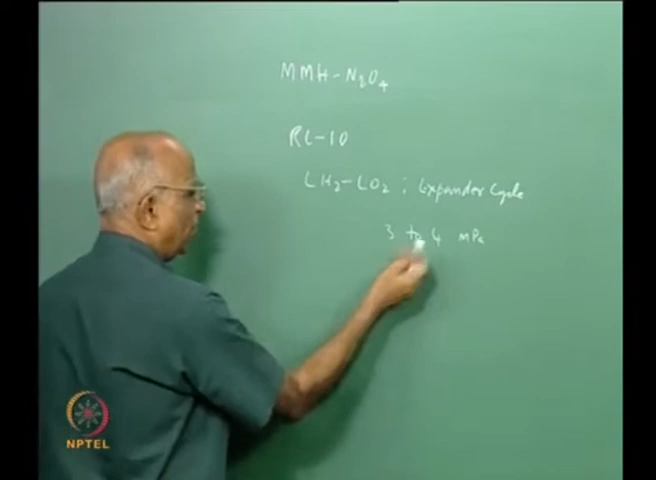 MMH-N2O4
RL-10
LH2-LO2 : Expander Cycle
3 to 4 MPa
NPTEL